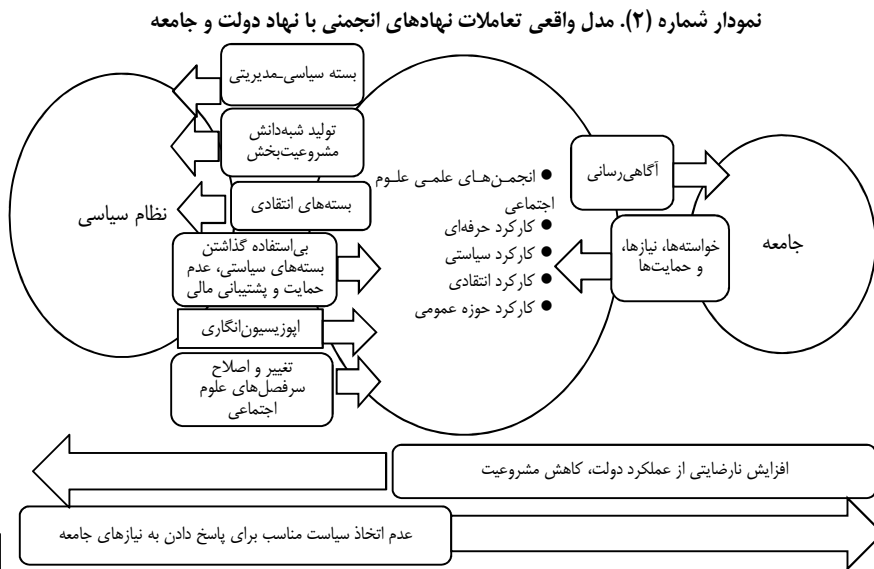 نمودار شماره (۲). مدل واقعی تعاملات نهادهای انجمنی با نهاد دولت و جامعه
بسته سیاسی-مدیریتی
تولید شبه‌دانش
مشروعیت‌بخش
بسته‌های انتقادی
نظام سیاسی
بی‌استفاده گذاشتن
بسته‌های سیاستی، عدم
حمایت و پشتیبانی مالی
اپوزیسیون‌انگاری
تغییر و اصلاح
سرفصل‌های علوم
اجتماعی
● انجمـن‌هـای علمـی علـوم
اجتماعی
● کارکرد حرفه‌ای
● کارکرد سیاستی
● کارکرد انتقادی
● کارکرد حوزه عمومی
آگاهی‌رسانی
خواسته‌ها، نیازها،
و حمایت‌ها
جامعه
افزایش نارضایتی از عملکرد دولت، کاهش مشروعیت
عدم اتخاذ سیاست مناسب برای پاسخ دادن به نیازهای جامعه